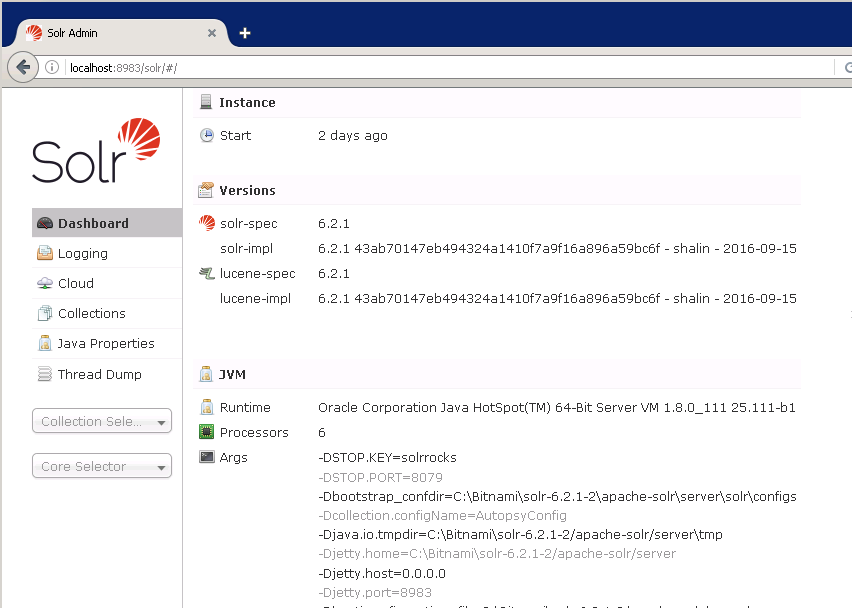 Solr Admin
localhost:8983/solr/#/
Solr
Dashboard
Logging
Cloud
Collections
Java Properties
Thread Dump
Collection Sele...
Core Selector
Instance
Start 2 days ago
Versions
solr-spec 6.2.1
solr-impl 6.2.1 43ab70147eb494324a1410f7a9f16a896a59bc6f - shalin - 2016-09-15
lucene-spec 6.2.1
lucene-impl 6.2.1 43ab70147eb494324a1410f7a9f16a896a59bc6f - shalin - 2016-09-15
JVM
Runtime Oracle Corporation Java HotSpot(TM) 64-Bit Server VM 1.8.0_111 25.111-b1
Processors 6
Args -DSTOP.KEY=solrrocks
-DSTOP.PORT=8079
-Dbootstrap_confdir=C:\Bitnami\solr-6.2.1-2\apache-solr\server\solr\configs
-Dcollection.configName=AutopsyConfig
-Djava.io.tmpdir=C:\Bitnami\solr-6.2.1-2/apache-solr/server\tmp
-Djetty.home=C:\Bitnami\solr-6.2.1-2/apache-solr/server
-Djetty.host=0.0.0.0
-Djetty.port=8983